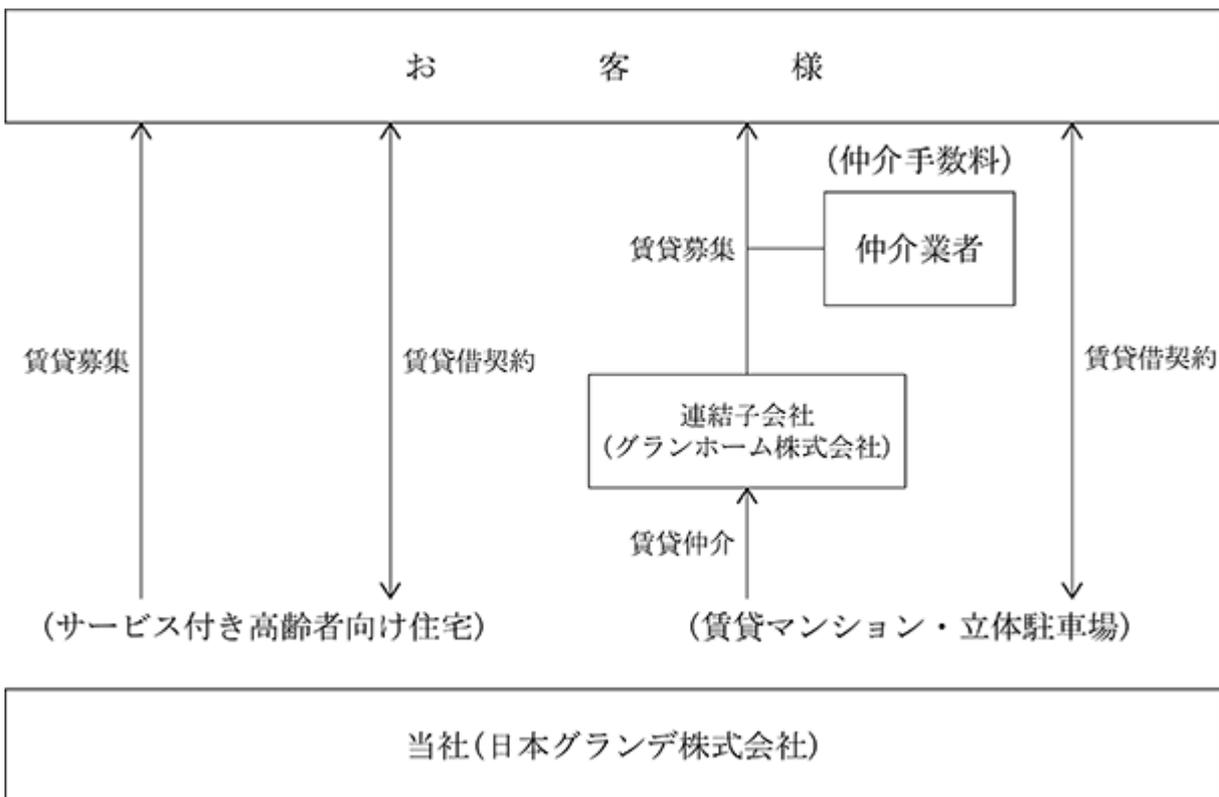 お客様
(仲介手数料)
仲介業者
賃貸募集
賃貸募集
賃貸借契約
賃貸借契約
連結子会社
(グランホーム株式会社)
賃貸仲介
(サービス付き高齢者向け住宅)
(賃貸マンション・立体駐車場)
当社(日本グランデ株式会社)